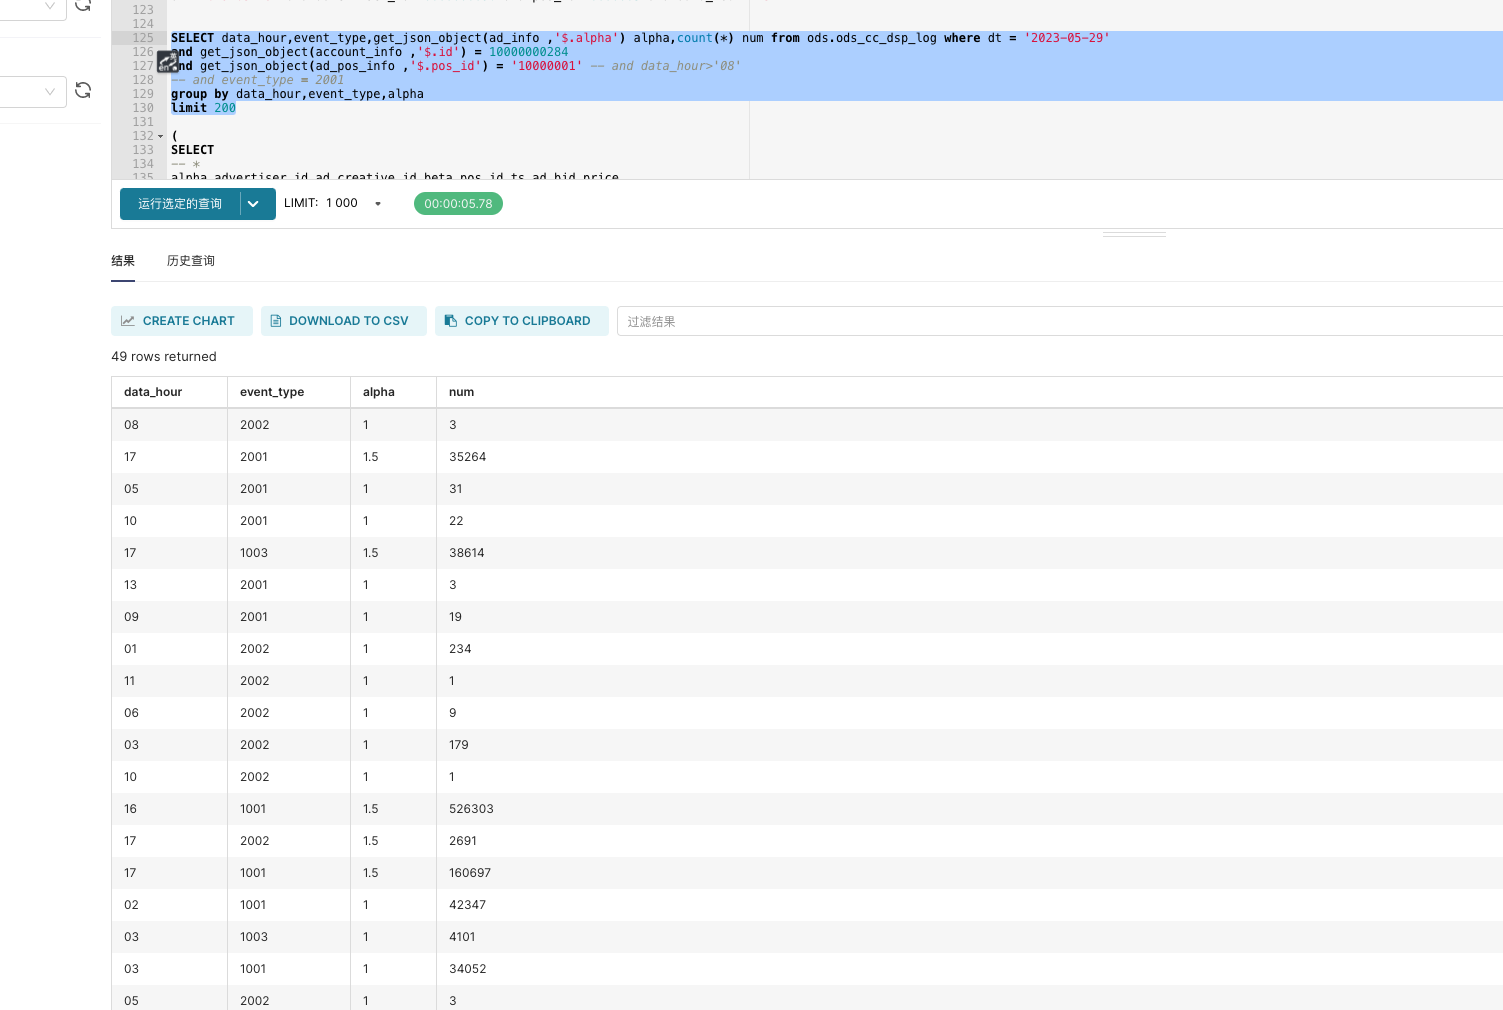 123
124
125 SELECT data_hour,event_type,get_json_object(ad_info ,'$.alpha') alpha,count(*) num from ods.ods_cc_dsp_log where dt = '2023-05-29'
126 and get_json_object(account_info ,'$.id') = 10000000284
127 and get_json_object(ad_pos_info ,'$.pos_id') = '10000001' -- and data_hour>'08'
128 -- and event_type = 2001
129 group by data_hour,event_type,alpha
130 limit 200
131
132 (
133 SELECT
134 -- *
135 alpha,advertiser_id,ad_creative_id,beta,pos_id,ts,ad_bid_price
运行选定的查询 LIMIT: 1 000 00:00:05.78
结果 历史查询
CREATE CHART DOWNLOAD TO CSV COPY TO CLIPBOARD 过滤结果
49 rows returned
data_hour event_type alpha num
08 2002 1 3
17 2001 1.5 35264
05 2001 1 31
10 2001 1 22
17 1003 1.5 38614
13 2001 1 3
09 2001 1 19
01 2002 1 234
11 2002 1 1
06 2002 1 9
03 2002 1 179
10 2002 1 1
16 1001 1.5 526303
17 2002 1.5 2691
17 1001 1.5 160697
02 1001 1 42347
03 1003 1 4101
03 1001 1 34052
05 2002 1 3